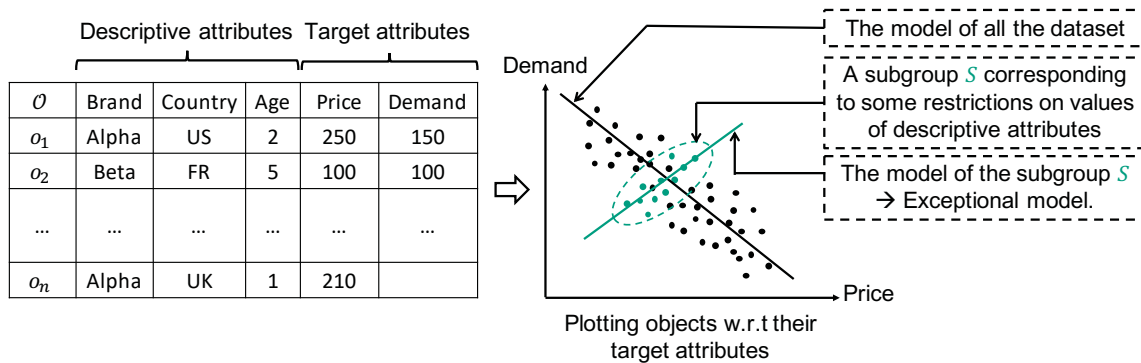 Descriptive attributes Target attributes
𝒪 Brand Country Age Price Demand
o₁ Alpha US 2 250 150
o₂ Beta FR 5 100 100
... ... ... ... ... ...
oₙ Alpha UK 1 210
Demand
Price
Plotting objects w.r.t their
target attributes
The model of all the dataset
A subgroup S corresponding
to some restrictions on values
of descriptive attributes
The model of the subgroup S
→ Exceptional model.